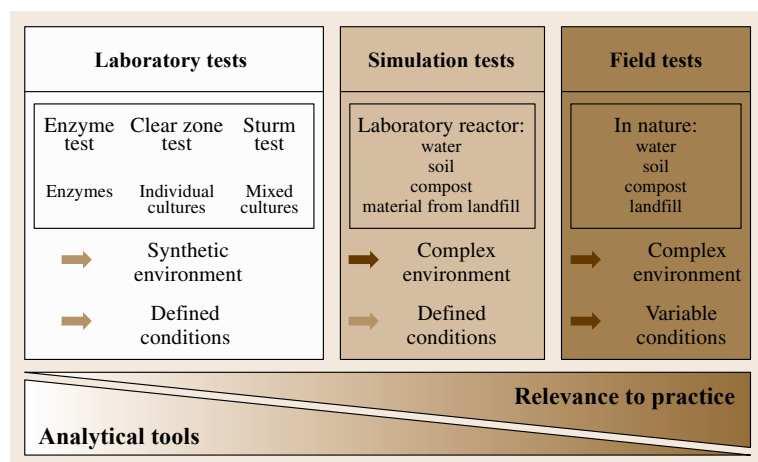 Laboratory tests
Enzyme Clear zone Sturm
test test test
Enzymes Individual Mixed
cultures cultures
Synthetic
environment
Defined
conditions
Simulation tests
Laboratory reactor:
water
soil
compost
material from landfill
Complex
environment
Defined
conditions
Field tests
In nature:
water
soil
compost
landfill
Complex
environment
Variable
conditions
Relevance to practice
Analytical tools